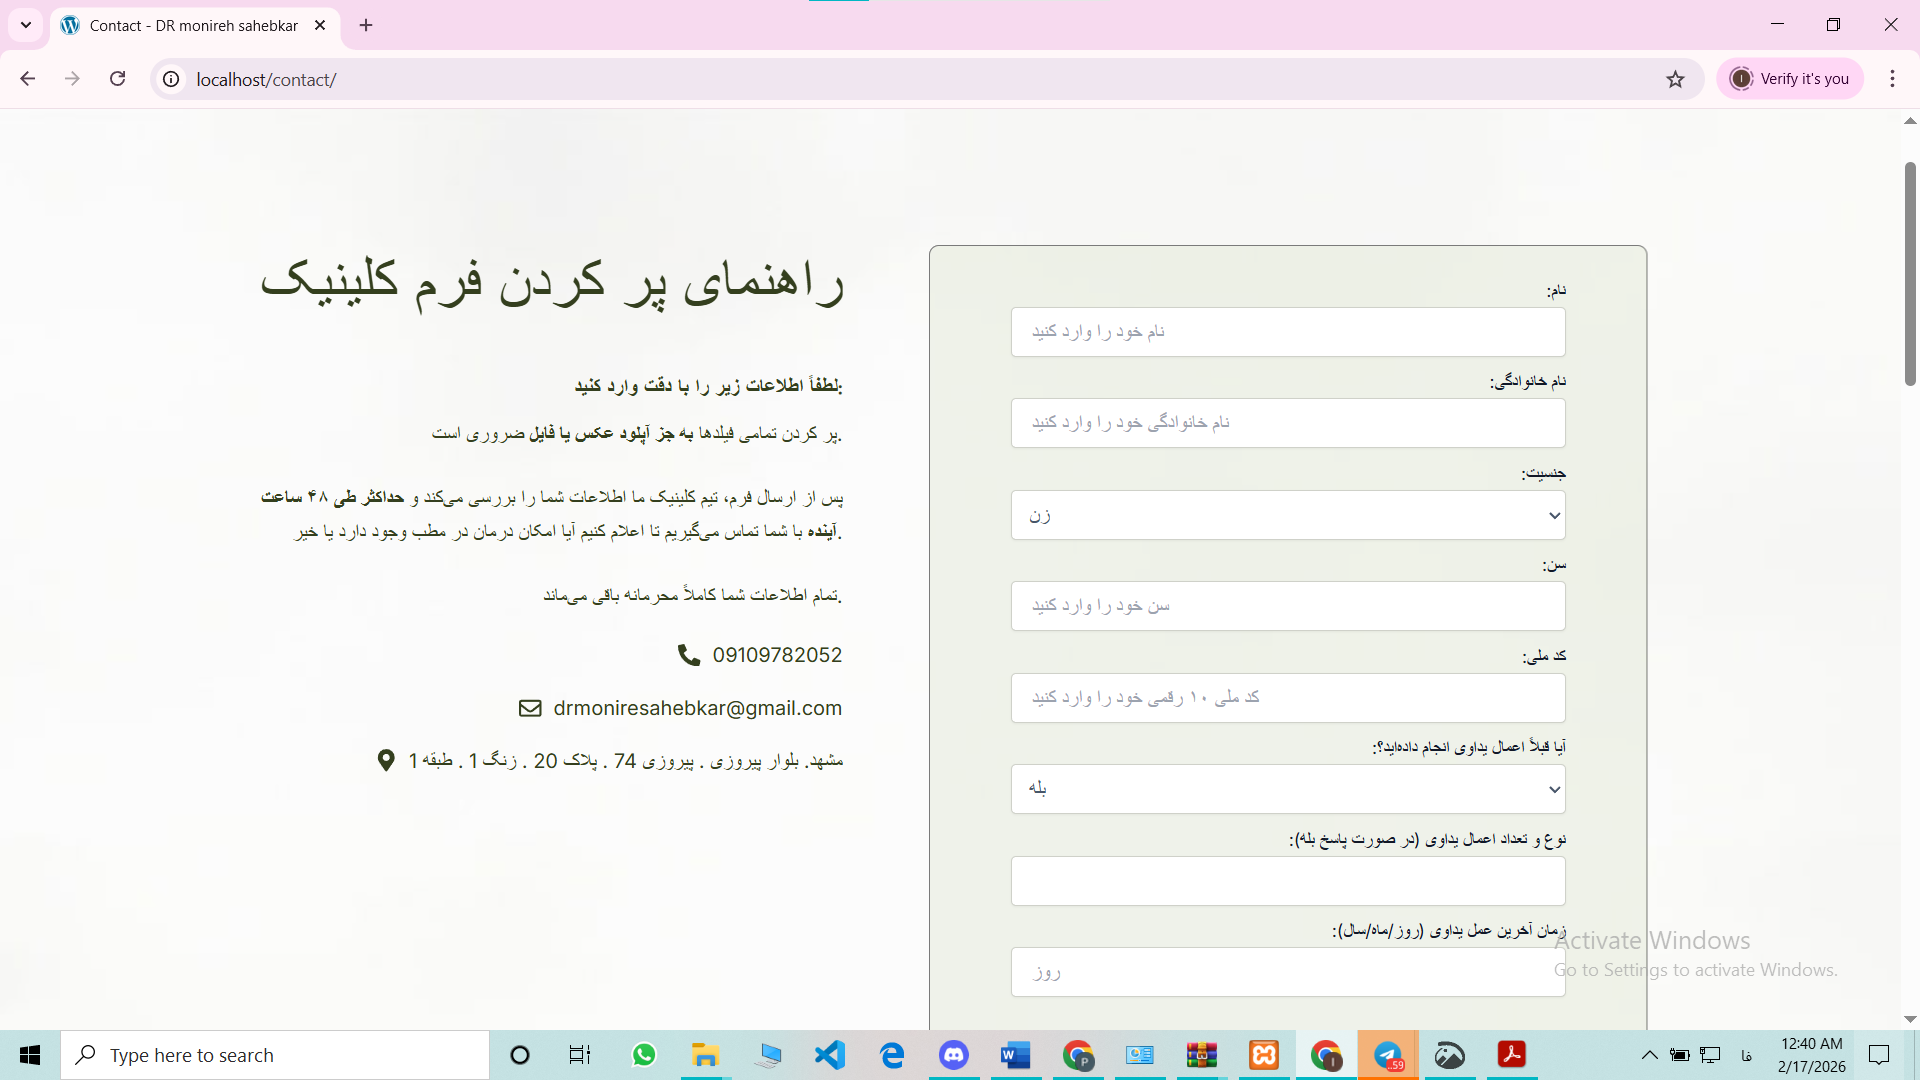 Contact - DR monireh sahebkar
localhost/contact/
Verify it's you
راهنمای پر کردن فرم کلینیک
لطفاً اطلاعات زیر را با دقت وارد کنید:
پر کردن تمامی فیلدها به جز آپلود عکس یا فایل ضروری است.
پس از ارسال فرم، تیم کلینیک ما اطلاعات شما را بررسی می‌کند و حداکثر طی ۴۸ ساعت
آینده با شما تماس می‌گیریم تا اعلام کنیم آیا امکان درمان در مطب وجود دارد یا خیر.
تمام اطلاعات شما کاملاً محرمانه باقی می‌ماند.
09109782052
drmoniresahebkar@gmail.com
مشهد. بلوار پیروزی . پیروزی 74 . پلاک 20 . زنگ 1 . طبقه 1
نام:
نام خود را وارد کنید
نام خانوادگی:
نام خانوادگی خود را وارد کنید
جنسیت:
زن
سن:
سن خود را وارد کنید
کد ملی:
کد ملی ۱۰ رقمی خود را وارد کنید
آیا قبلاً اعمال یداوی انجام داده‌اید؟:
بله
نوع و تعداد اعمال یداوی (در صورت پاسخ بله):
زمان آخرین عمل یداوی (روز/ماه/سال):
روز
Activate Windows
Go to Settings to activate Windows.
Type here to search
..59
فا
12:40 AM
2/17/2026